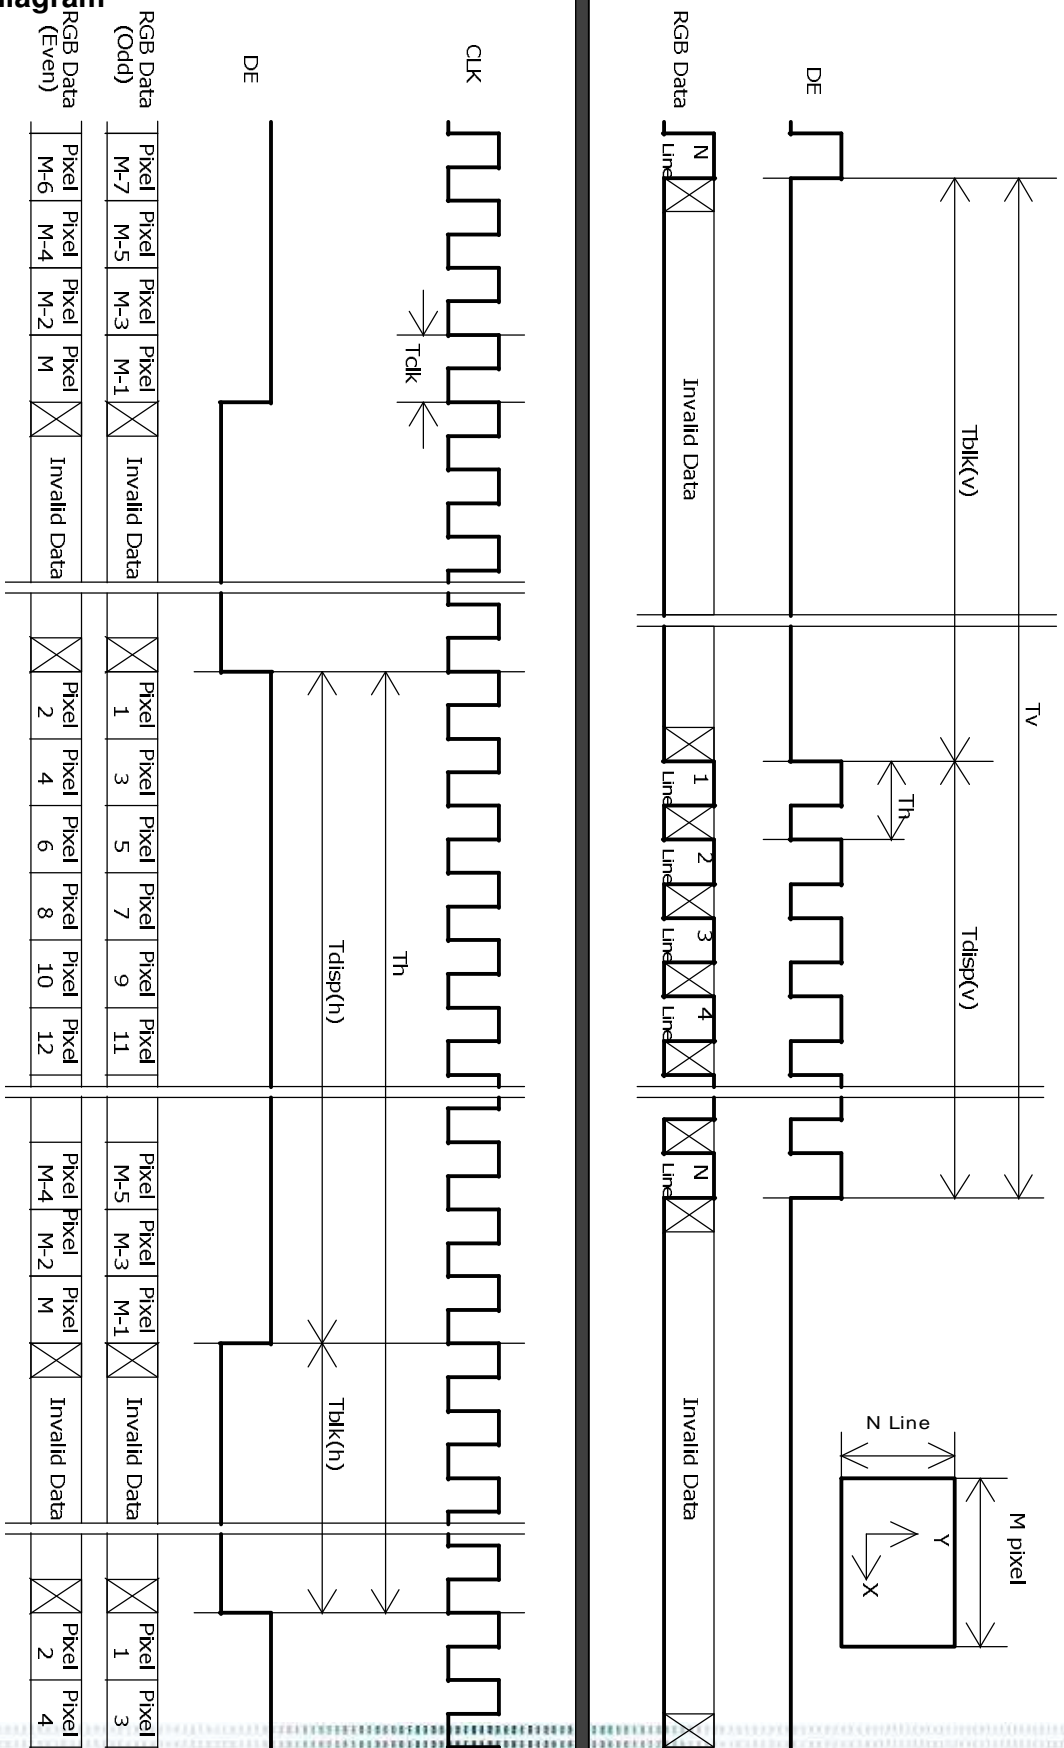 iagram
Tv
M pixel
Tblk(v)
Tdisp(v)
Y
N Line
Th
X
DE
RGB Data
N
Line
Invalid Data
1
Line
2
Line
3
Line
4
Line
N
Line
Invalid Data
CLK
Tclk
Th
Tdisp(h)
Tblk(h)
DE
RGB Data
(Odd)
Pixel M-7
Pixel M-5
Pixel M-3
Pixel M-1
Invalid Data
Pixel 1
Pixel 3
Pixel 5
Pixel 7
Pixel 9
Pixel 11
Pixel M-5
Pixel M-3
Pixel M-1
Invalid Data
Pixel 1
Pixel 3
RGB Data
(Even)
Pixel M-6
Pixel M-4
Pixel M-2
Pixel M
Invalid Data
Pixel 2
Pixel 4
Pixel 6
Pixel 8
Pixel 10
Pixel 12
Pixel M-4
Pixel M-2
Pixel M
Invalid Data
Pixel 2
Pixel 4